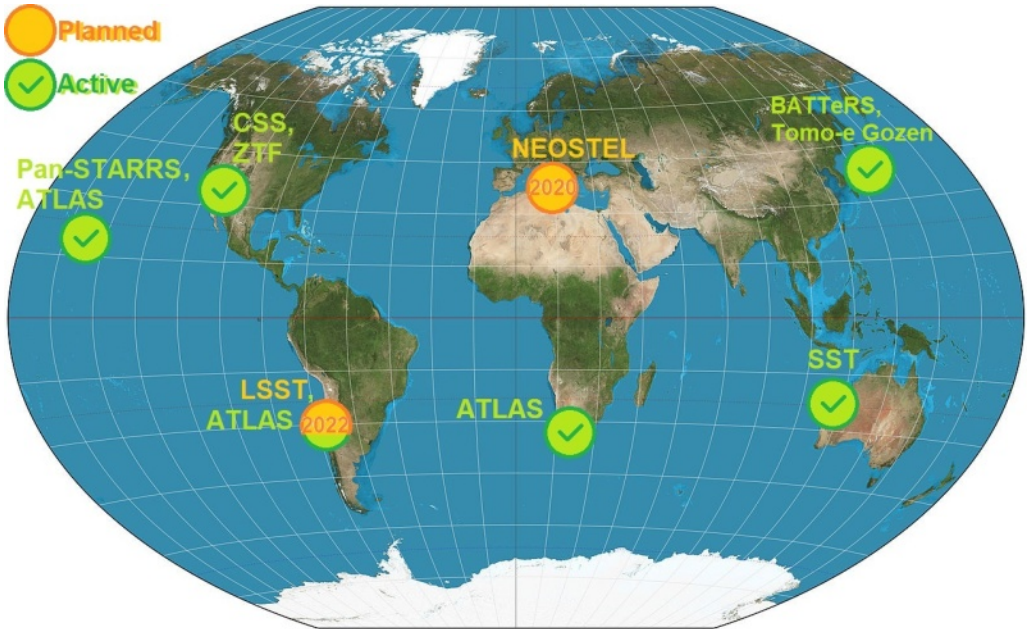 Planned
Active
CSS,
ZTF
BATTeRS,
Tomo-e Gozen
Pan-STARRS,
ATLAS
NEOSTEL
2020
SST
LSST,
ATLAS
2022
ATLAS